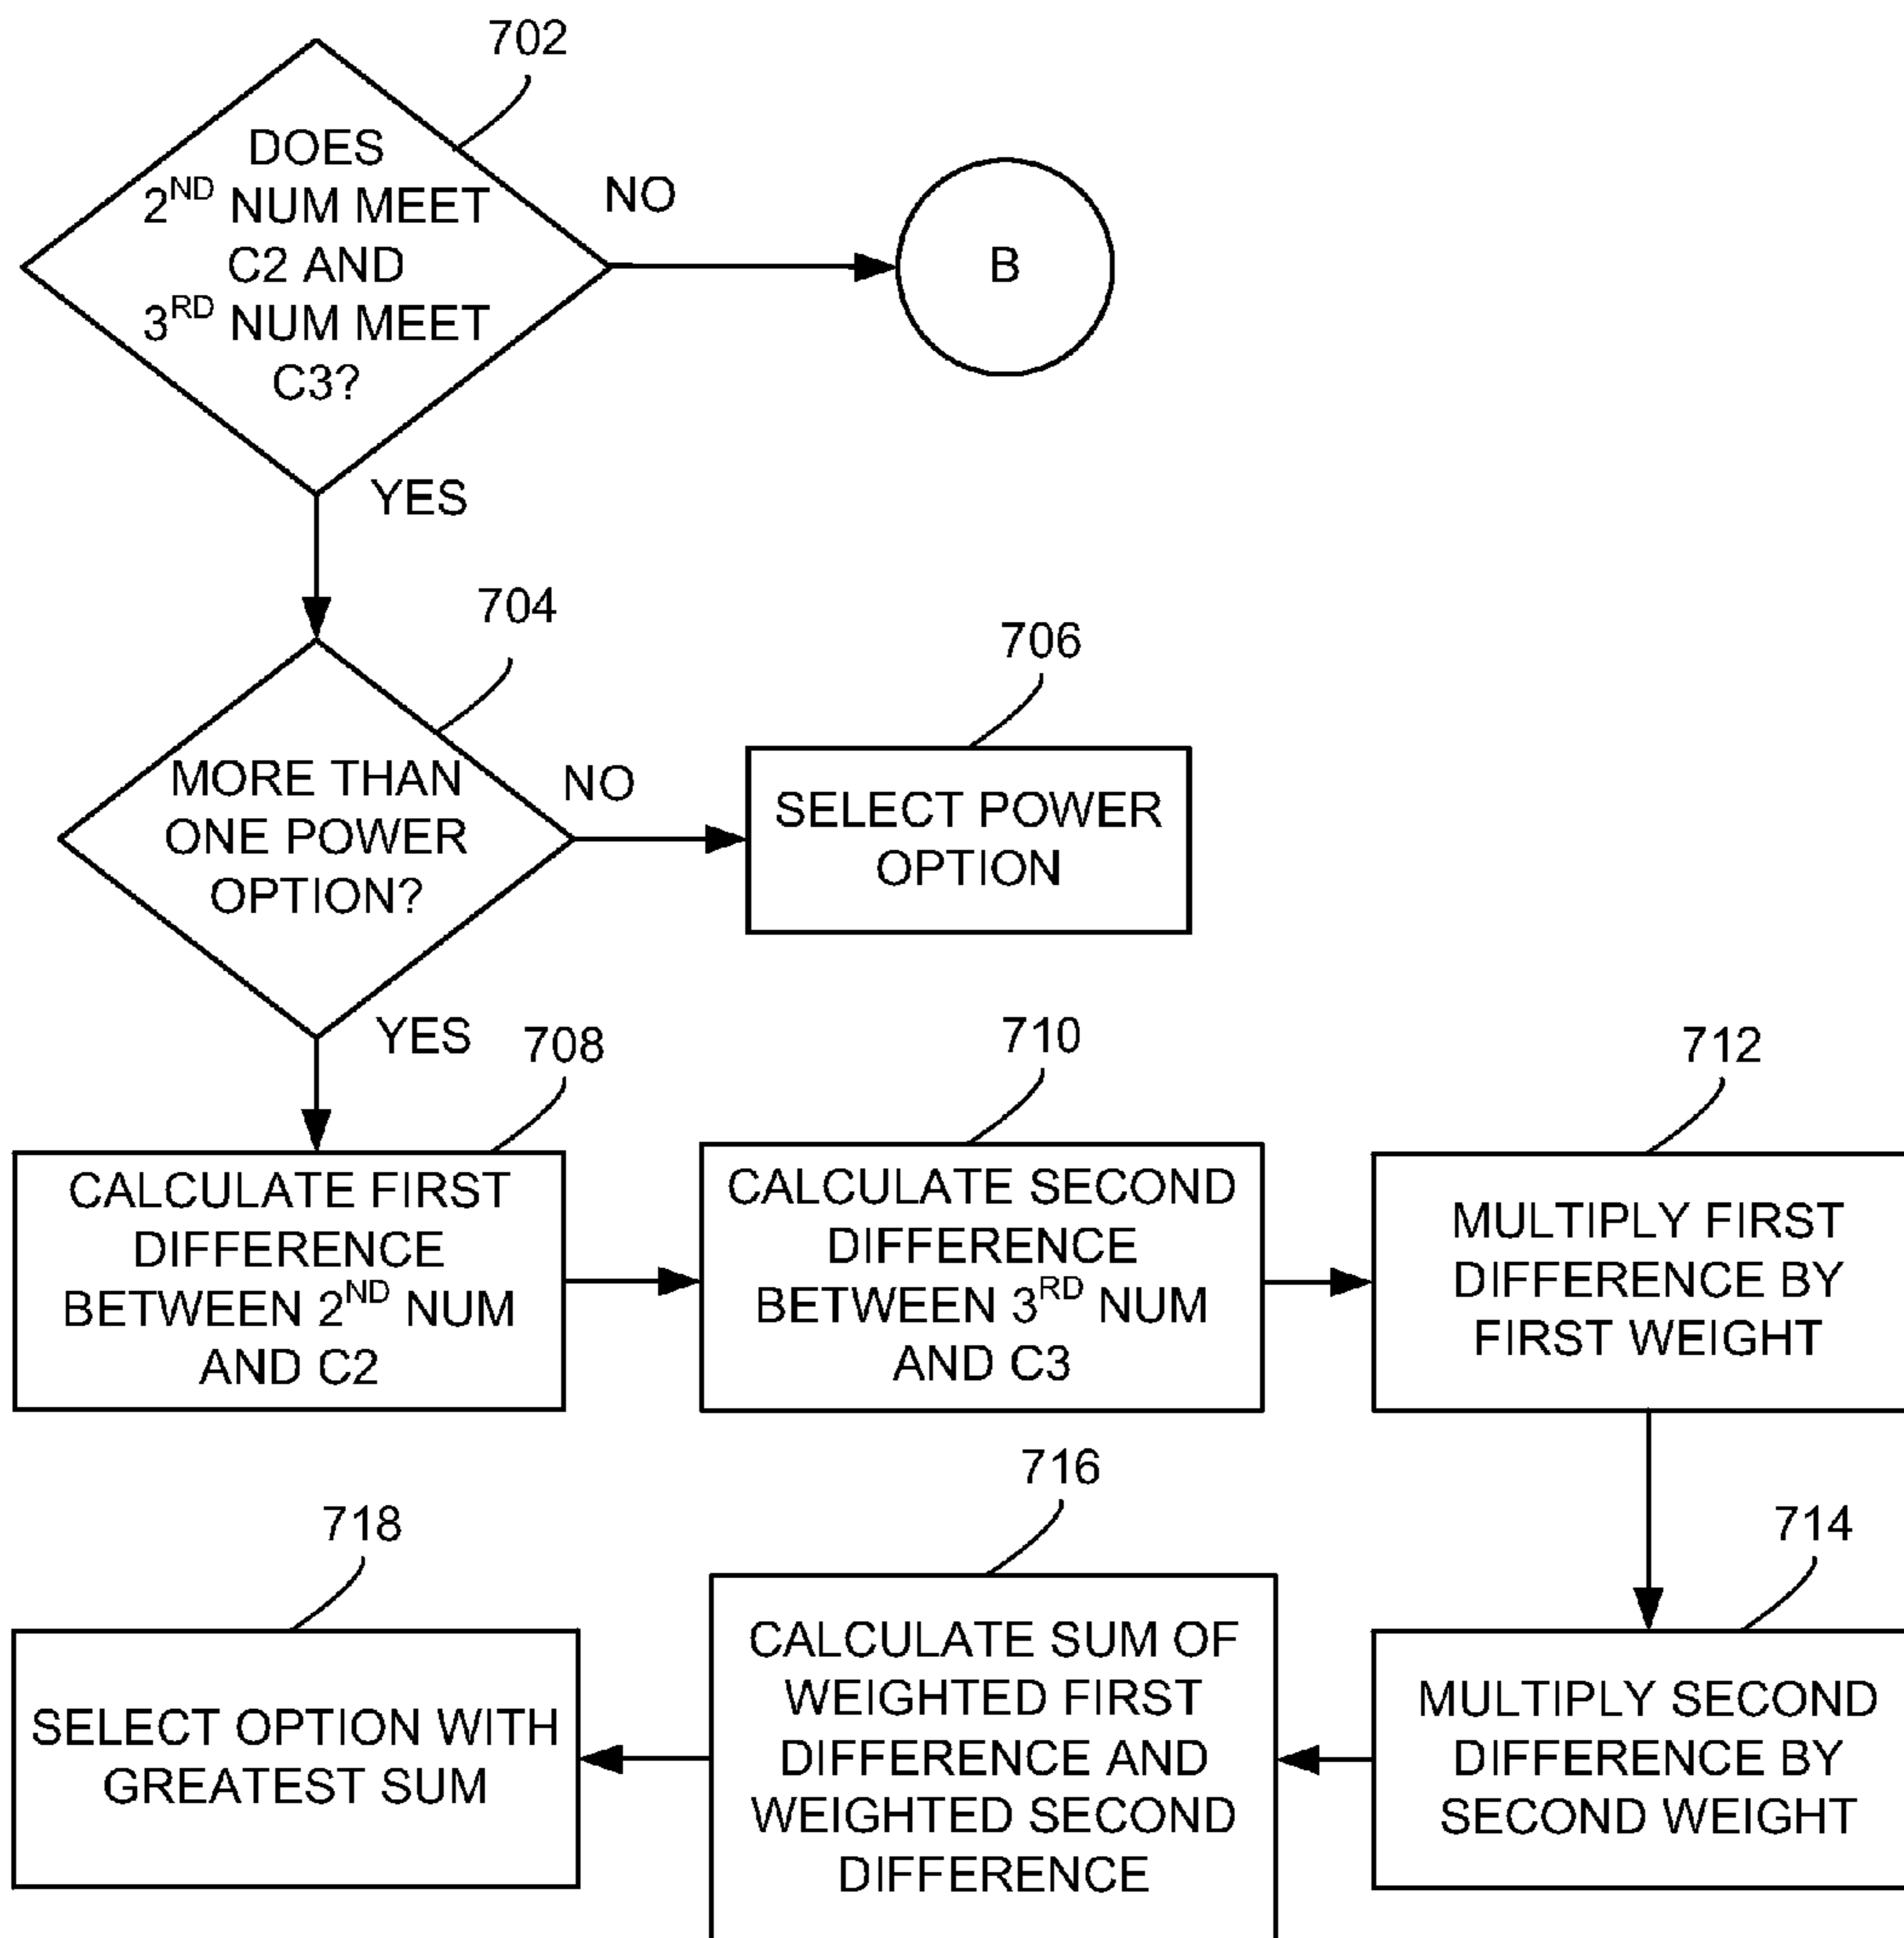 702
DOES
2ND NUM MEET
C2 AND
3RD NUM MEET
C3?
NO
B
YES
704
MORE THAN
ONE POWER
OPTION?
NO
706
SELECT POWER
OPTION
YES
708
CALCULATE FIRST
DIFFERENCE
BETWEEN 2ND NUM
AND C2
710
CALCULATE SECOND
DIFFERENCE
BETWEEN 3RD NUM
AND C3
712
MULTIPLY FIRST
DIFFERENCE BY
FIRST WEIGHT
714
MULTIPLY SECOND
DIFFERENCE BY
SECOND WEIGHT
716
CALCULATE SUM OF
WEIGHTED FIRST
DIFFERENCE AND
WEIGHTED SECOND
DIFFERENCE
718
SELECT OPTION WITH
GREATEST SUM